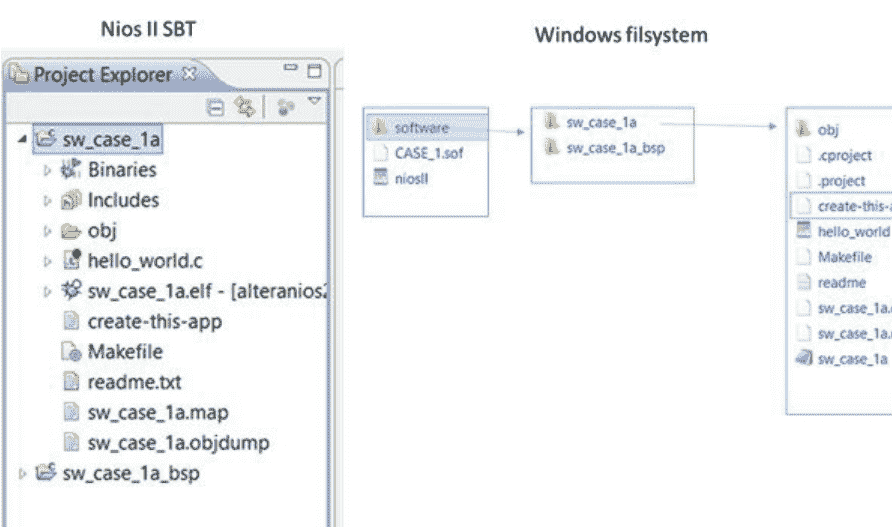 Nios II SBT
Windows filsystem
Project Explorer
sw_case_1a
Binaries
Includes
obj
hello_world.c
sw_case_1a.elf - [alteranios2
create-this-app
Makefile
readme.txt
sw_case_1a.map
sw_case_1a.objdump
sw_case_1a_bsp
software
CASE_1.sof
niosII
sw_case_1a
sw_case_1a_bsp
obj
.cproject
.project
create-this-
hello_world
Makefile
readme
sw_case_1a.
sw_case_1a.
sw_case_1a